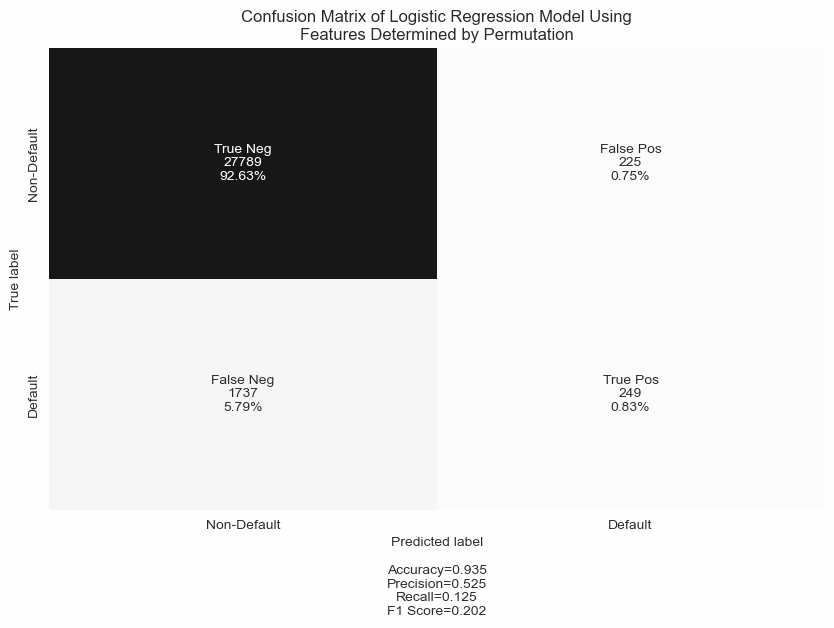 Confusion Matrix of Logistic Regression Model Using
Features Determined by Permutation
True label
Non-Default
True Neg
27789
92.63%
False Pos
225
0.75%
Default
False Neg
1737
5.79%
True Pos
249
0.83%
Non-Default
Default
Predicted label
Accuracy=0.935
Precision=0.525
Recall=0.125
F1 Score=0.202